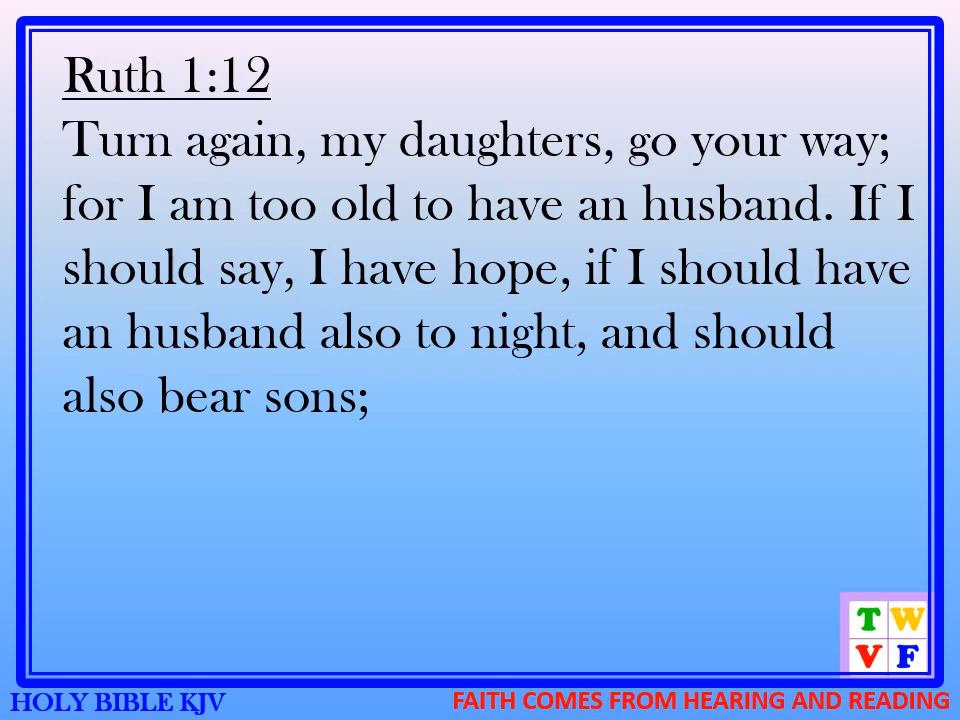 Ruth 1:12
Turn again, my daughters, go your way;
for I am too old to have an husband. If I
should say, I have hope, if I should have
an husband also to night, and should
also bear sons;
T W
V F
HOLY BIBLE KJV
FAITH COMES FROM HEARING AND READING